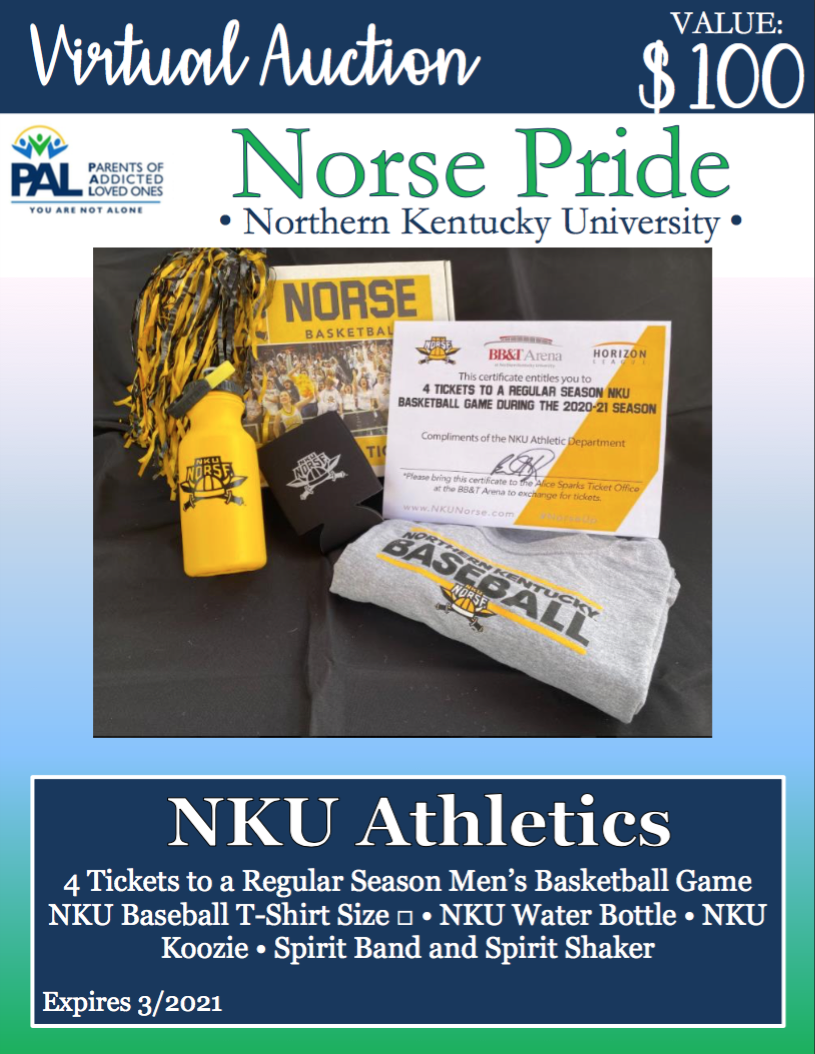 Virtual Auction
VALUE:
$100
PAL
PARENTS OF
ADDICTED
LOVED ONES
YOU ARE NOT ALONE
Norse Pride
• Northern Kentucky University •
NORSE
BASKETBAL
NORSE
BB&T Arena
HORIZON
LEAGUE
This certificate entitles you to
4 TICKETS TO A REGULAR SEASON NKU
BASKETBALL GAME DURING THE 2020-21 SEASON
Compliments of the NKU Athletic Department
*Please bring this certificate to the Alice Sparks Ticket Office
at the BB&T Arena to exchange for tickets.
www.NKUNorse.com
NKU
NORSE
NKU
NORSE
NORTHERN KENTUCKY
BASEBALL
NORSE
NKU Athletics
4 Tickets to a Regular Season Men's Basketball Game
NKU Baseball T-Shirt Size □ • NKU Water Bottle • NKU
Koozie • Spirit Band and Spirit Shaker
Expires 3/2021